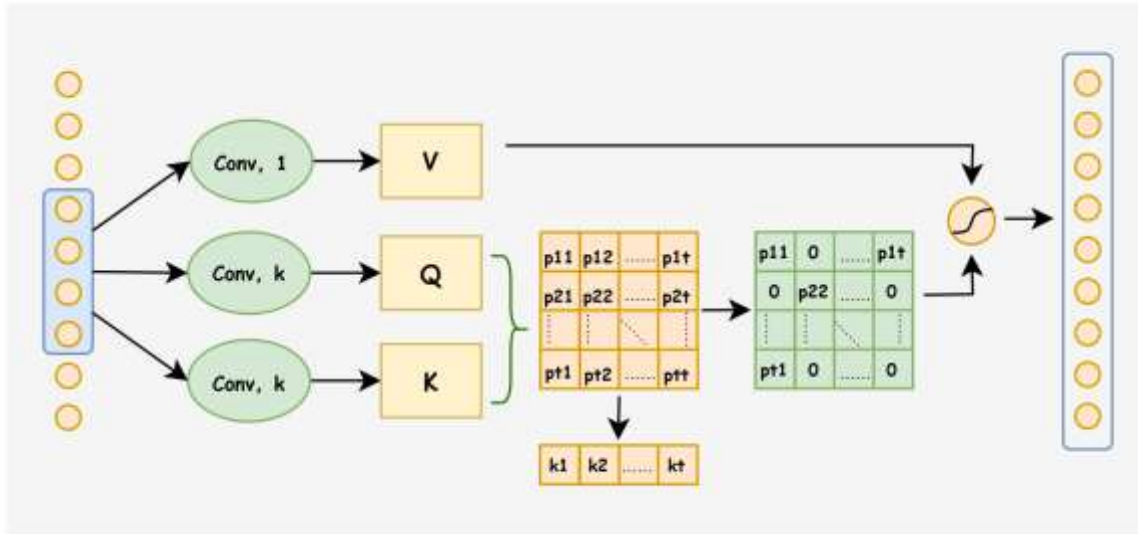 Conv, 1
V
Conv, k
Q
Conv, k
K
p11 p12 ...... p1t
p21 p22 ...... p2t
pt1 pt2 ...... ptt
k1 k2 ...... kt
p11 0 ...... p1t
0 p22 ...... 0
pt1 0 ...... 0